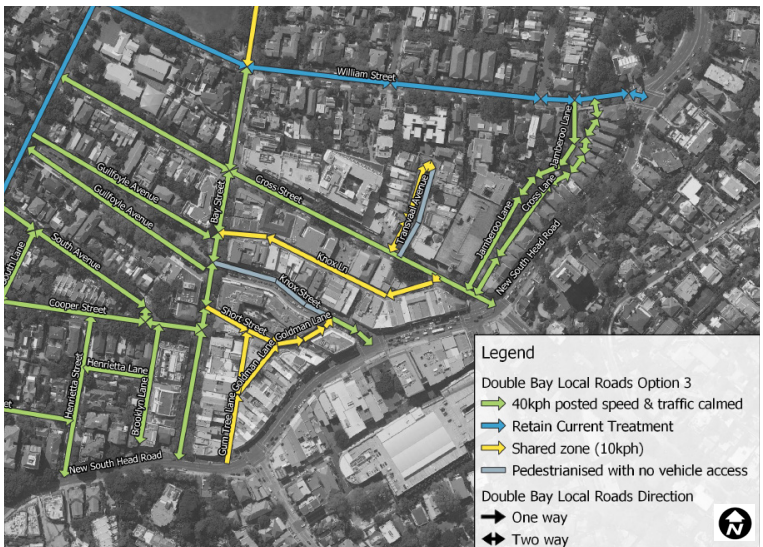 William Street
Jamberoo Lane
Cross Lane
Guilfoyle Avenue
Guilfoyle Avenue
Bay Street
Cross Street
Transvaal Avenue
Jamberoo Lane
New South Head Road
South Lane
South Avenue
Knox Ln
Knox Street
Cooper Street
Short Street
Goldman Lane
Goldman Lane
Henrietta Street
Henrietta Lane
Brooklyn Lane
Gum Tree Lane
New South Head Road
Legend
Double Bay Local Roads Option 3
40kph posted speed & traffic calmed
Retain Current Treatment
Shared zone (10kph)
Pedestrianised with no vehicle access
Double Bay Local Roads Direction
One way
Two way
N